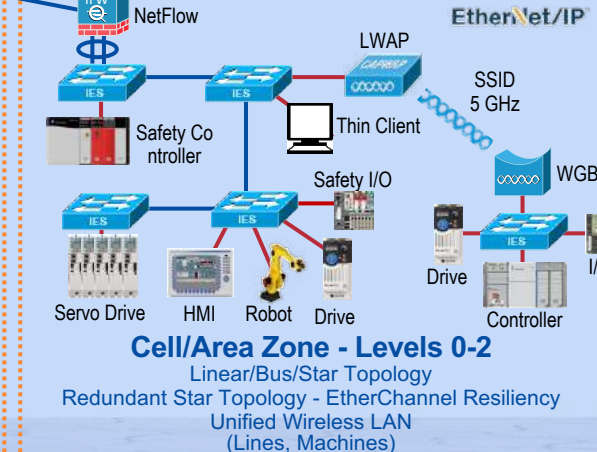 IFW
NetFlow
EtherNet/IP
LWAP
CAPWAP
SSID
5 GHz
IES
IES
Safety Co
ntroller
Thin Client
WGB
Safety I/O
IES
IES
IES
Servo Drive
HMI
Robot
Drive
Drive
Controller
I/
Cell/Area Zone - Levels 0-2
Linear/Bus/Star Topology
Redundant Star Topology - EtherChannel Resiliency
Unified Wireless LAN
(Lines, Machines)